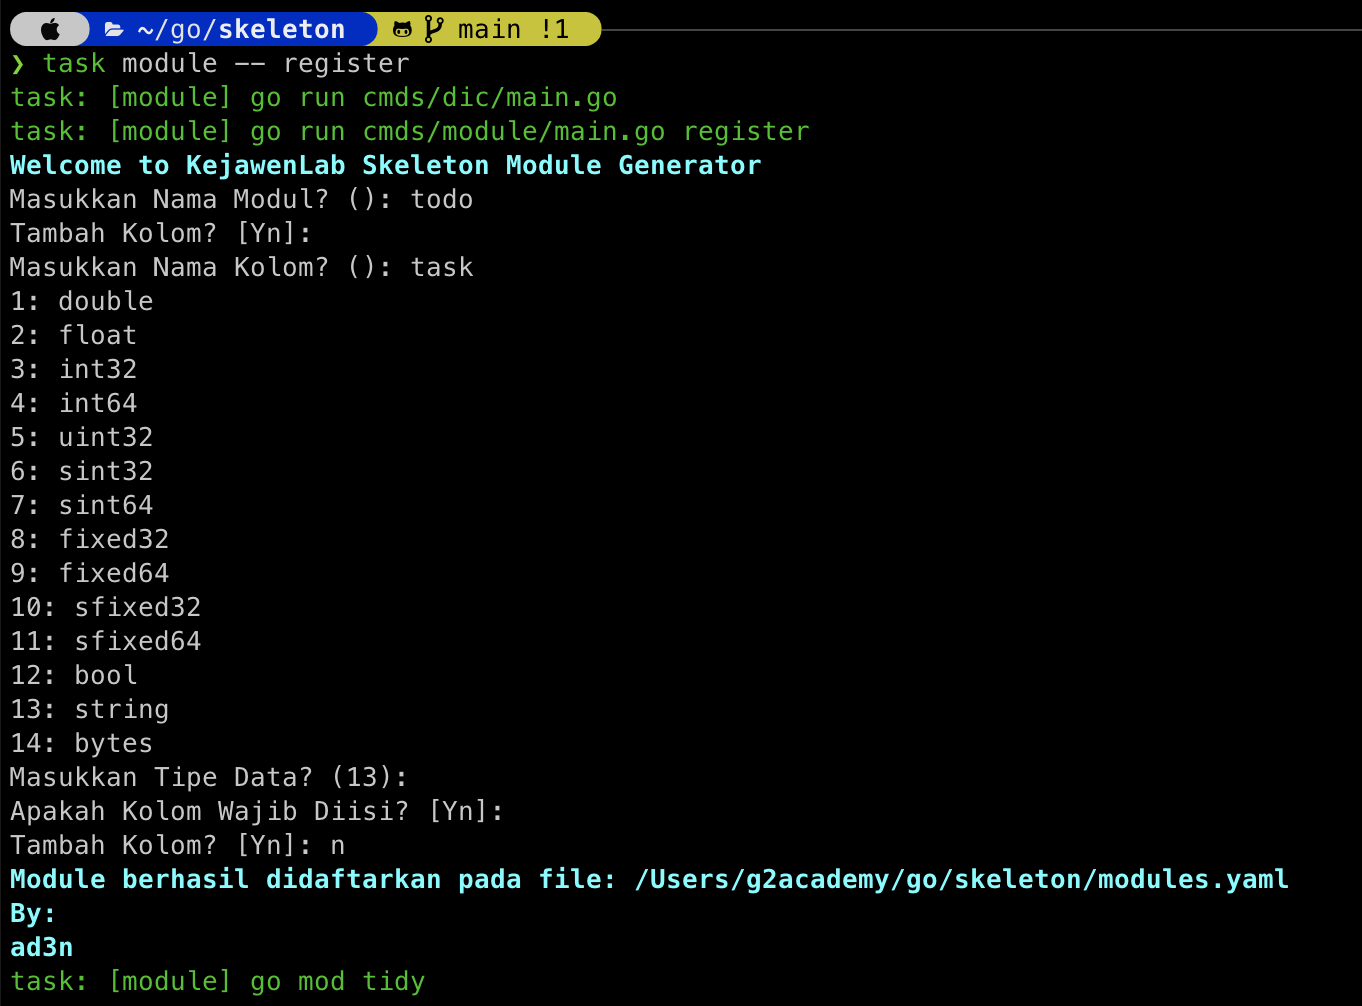 ~/go/skeleton main !1
❯ task module -- register
task: [module] go run cmds/dic/main.go
task: [module] go run cmds/module/main.go register
Welcome to KejawenLab Skeleton Module Generator
Masukkan Nama Modul? (): todo
Tambah Kolom? [Yn]:
Masukkan Nama Kolom? (): task
1: double
2: float
3: int32
4: int64
5: uint32
6: sint32
7: sint64
8: fixed32
9: fixed64
10: sfixed32
11: sfixed64
12: bool
13: string
14: bytes
Masukkan Tipe Data? (13):
Apakah Kolom Wajib Diisi? [Yn]:
Tambah Kolom? [Yn]: n
Module berhasil didaftarkan pada file: /Users/g2academy/go/skeleton/modules.yaml
By:
ad3n
task: [module] go mod tidy